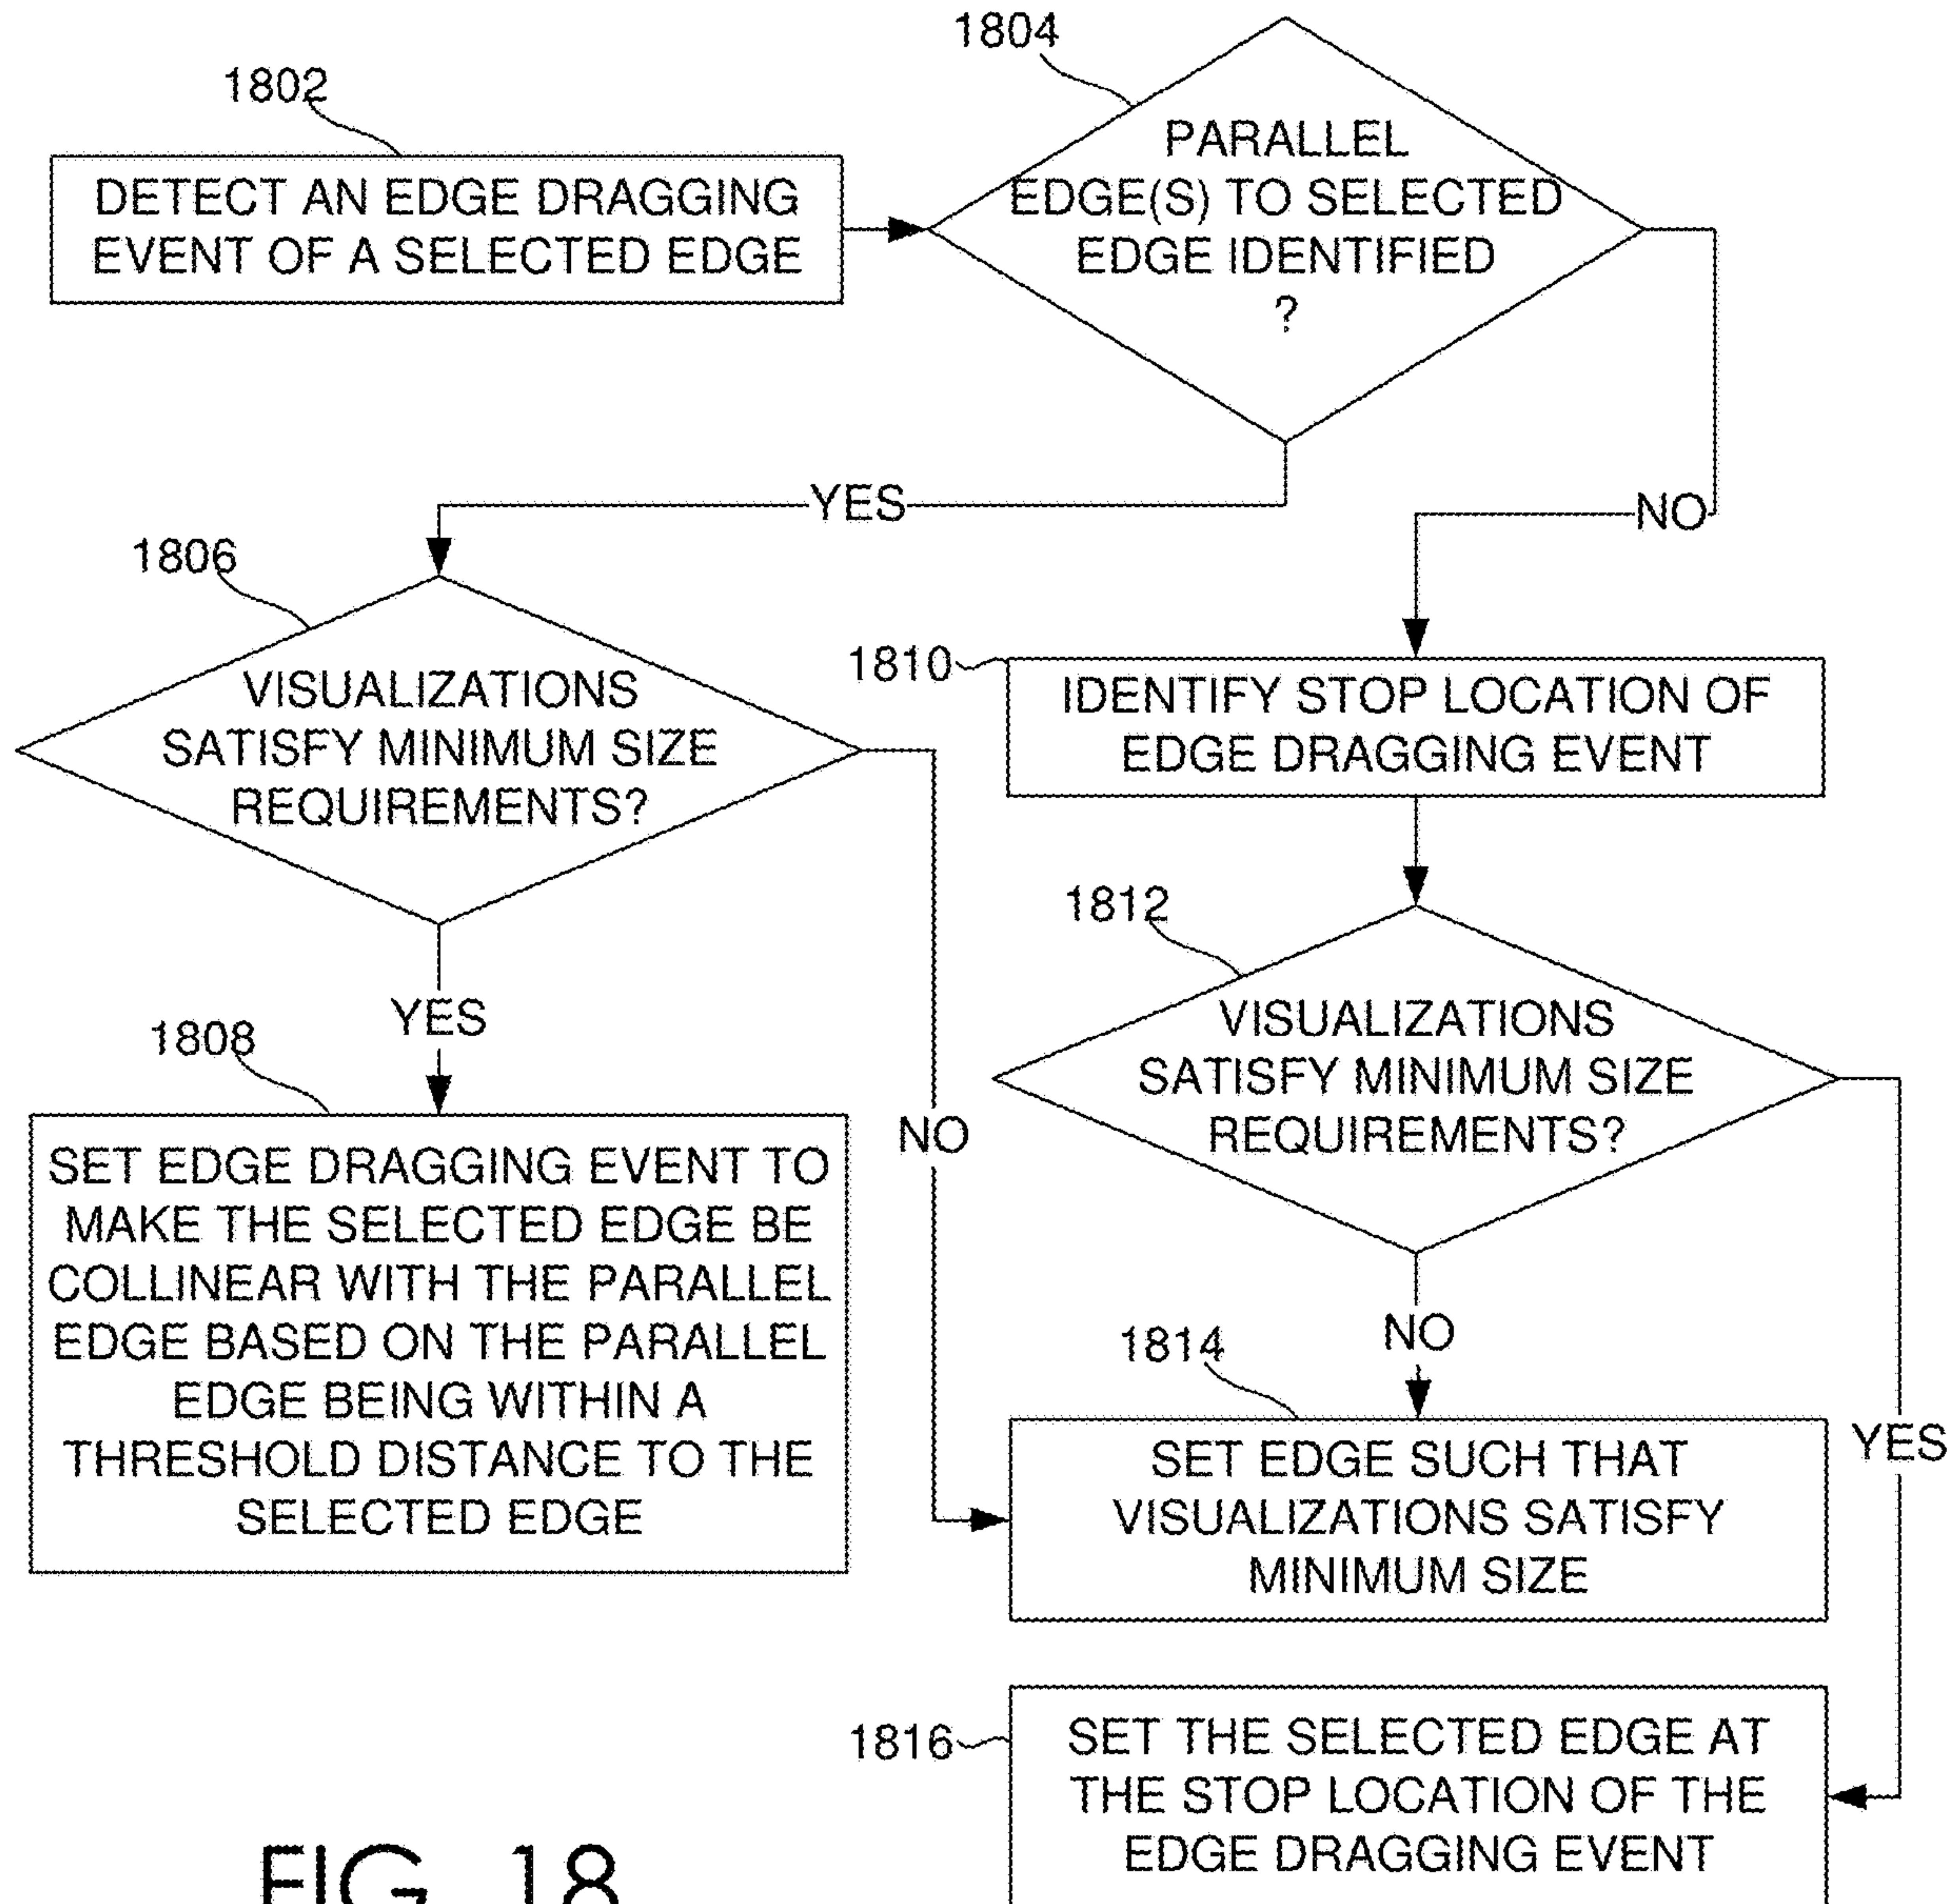 1804
1802
PARALLEL
EDGE(S) TO SELECTED
EDGE IDENTIFIED
?
DETECT AN EDGE DRAGGING
EVENT OF A SELECTED EDGE
YES
NO
1806
VISUALIZATIONS
SATISFY MINIMUM SIZE
REQUIREMENTS?
1810
IDENTIFY STOP LOCATION OF
EDGE DRAGGING EVENT
1812
VISUALIZATIONS
SATISFY MINIMUM SIZE
REQUIREMENTS?
YES
NO
1808
SET EDGE DRAGGING EVENT TO
MAKE THE SELECTED EDGE BE
COLLINEAR WITH THE PARALLEL
EDGE BASED ON THE PARALLEL
EDGE BEING WITHIN A
THRESHOLD DISTANCE TO THE
SELECTED EDGE
NO
YES
1814
SET EDGE SUCH THAT
VISUALIZATIONS SATISFY
MINIMUM SIZE
1816
SET THE SELECTED EDGE AT
THE STOP LOCATION OF THE
EDGE DRAGGING EVENT
FIG. 18